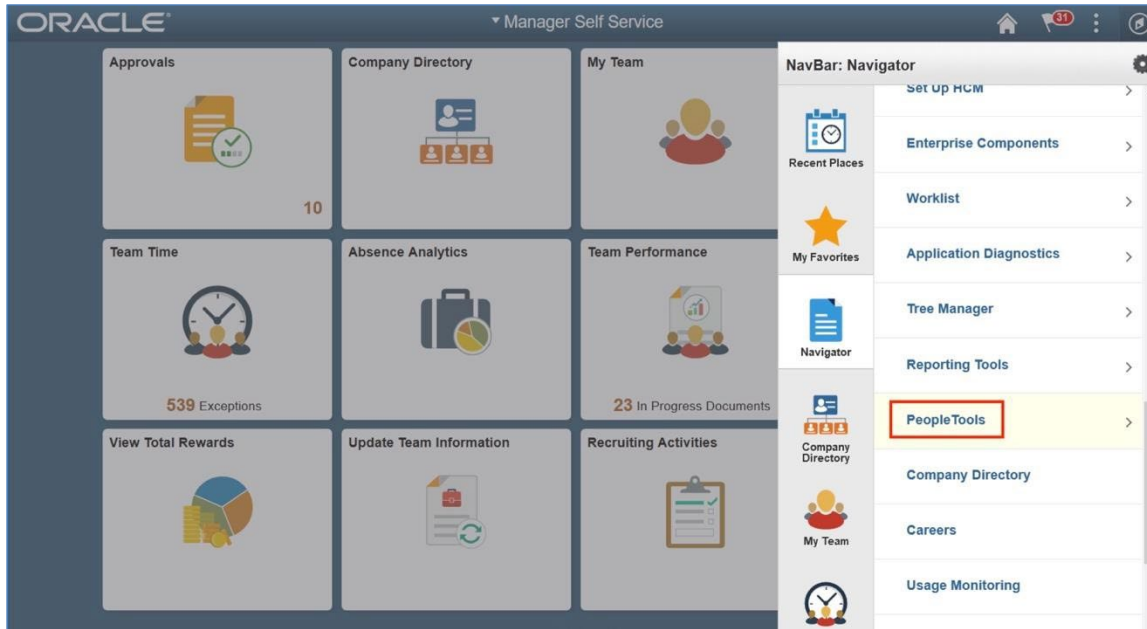 ORACLE
Manager Self Service
31
Approvals
10
Company Directory
My Team
Team Time
539 Exceptions
Absence Analytics
Team Performance
23 In Progress Documents
View Total Rewards
Update Team Information
Recruiting Activities
NavBar: Navigator
Recent Places
My Favorites
Navigator
Company
Directory
My Team
Set Up HCM
Enterprise Components
Worklist
Application Diagnostics
Tree Manager
Reporting Tools
PeopleTools
Company Directory
Careers
Usage Monitoring